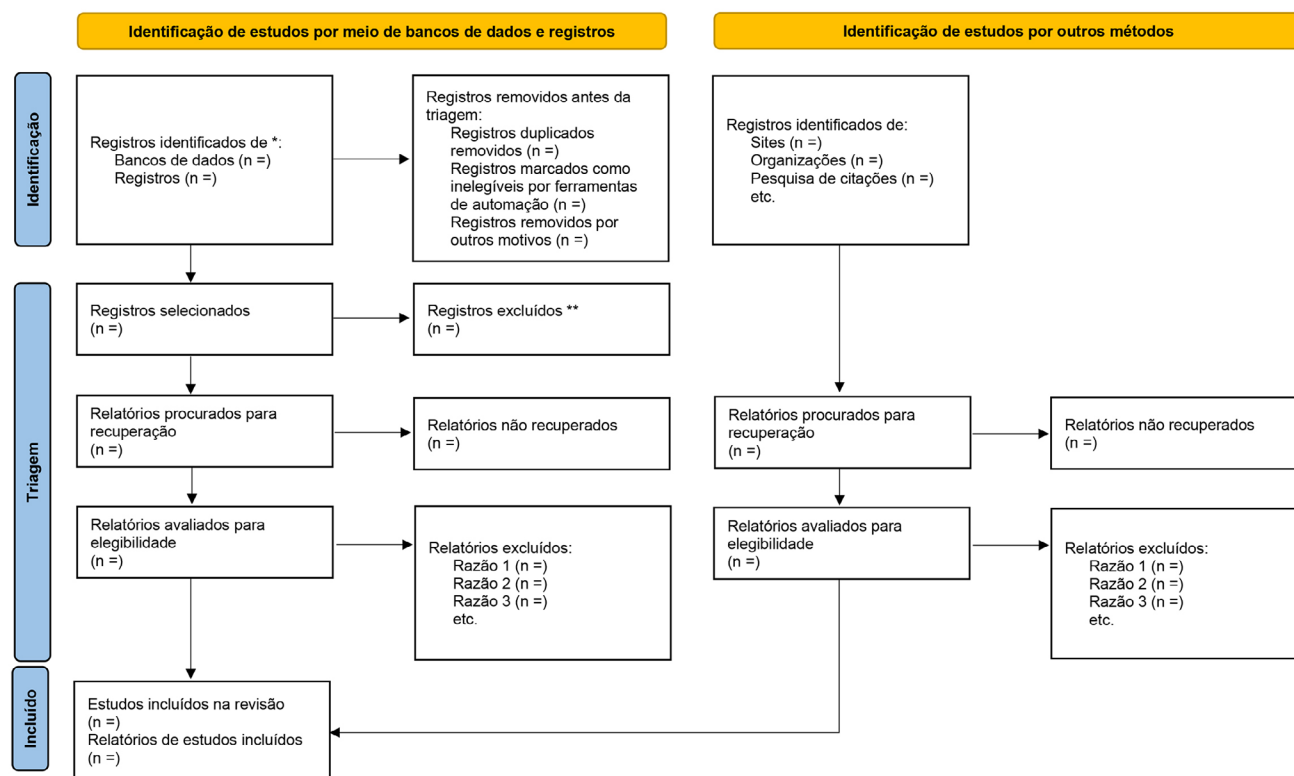 Identificação de estudos por meio de bancos de dados e registros
Identificação de estudos por outros métodos
Identificação
Registros identificados de *:
Bancos de dados (n =)
Registros (n =)
Registros removidos antes da
triagem:
Registros duplicados
removidos (n =)
Registros marcados como
inelegíveis por ferramentas
de automação (n =)
Registros removidos por
outros motivos (n =)
Registros identificados de:
Sites (n =)
Organizações (n =)
Pesquisa de citações (n =)
etc.
Triagem
Registros selecionados
(n =)
Registros excluídos **
(n =)
Relatórios procurados para
recuperação
(n =)
Relatórios não recuperados
(n =)
Relatórios procurados para
recuperação
(n =)
Relatórios não recuperados
(n =)
Relatórios avaliados para
elegibilidade
(n =)
Relatórios excluídos:
Razão 1 (n =)
Razão 2 (n =)
Razão 3 (n =)
etc.
Relatórios avaliados para
elegibilidade
(n =)
Relatórios excluídos:
Razão 1 (n =)
Razão 2 (n =)
Razão 3 (n =)
etc.
Incluído
Estudos incluídos na revisão
(n =)
Relatórios de estudos incluídos
(n =)